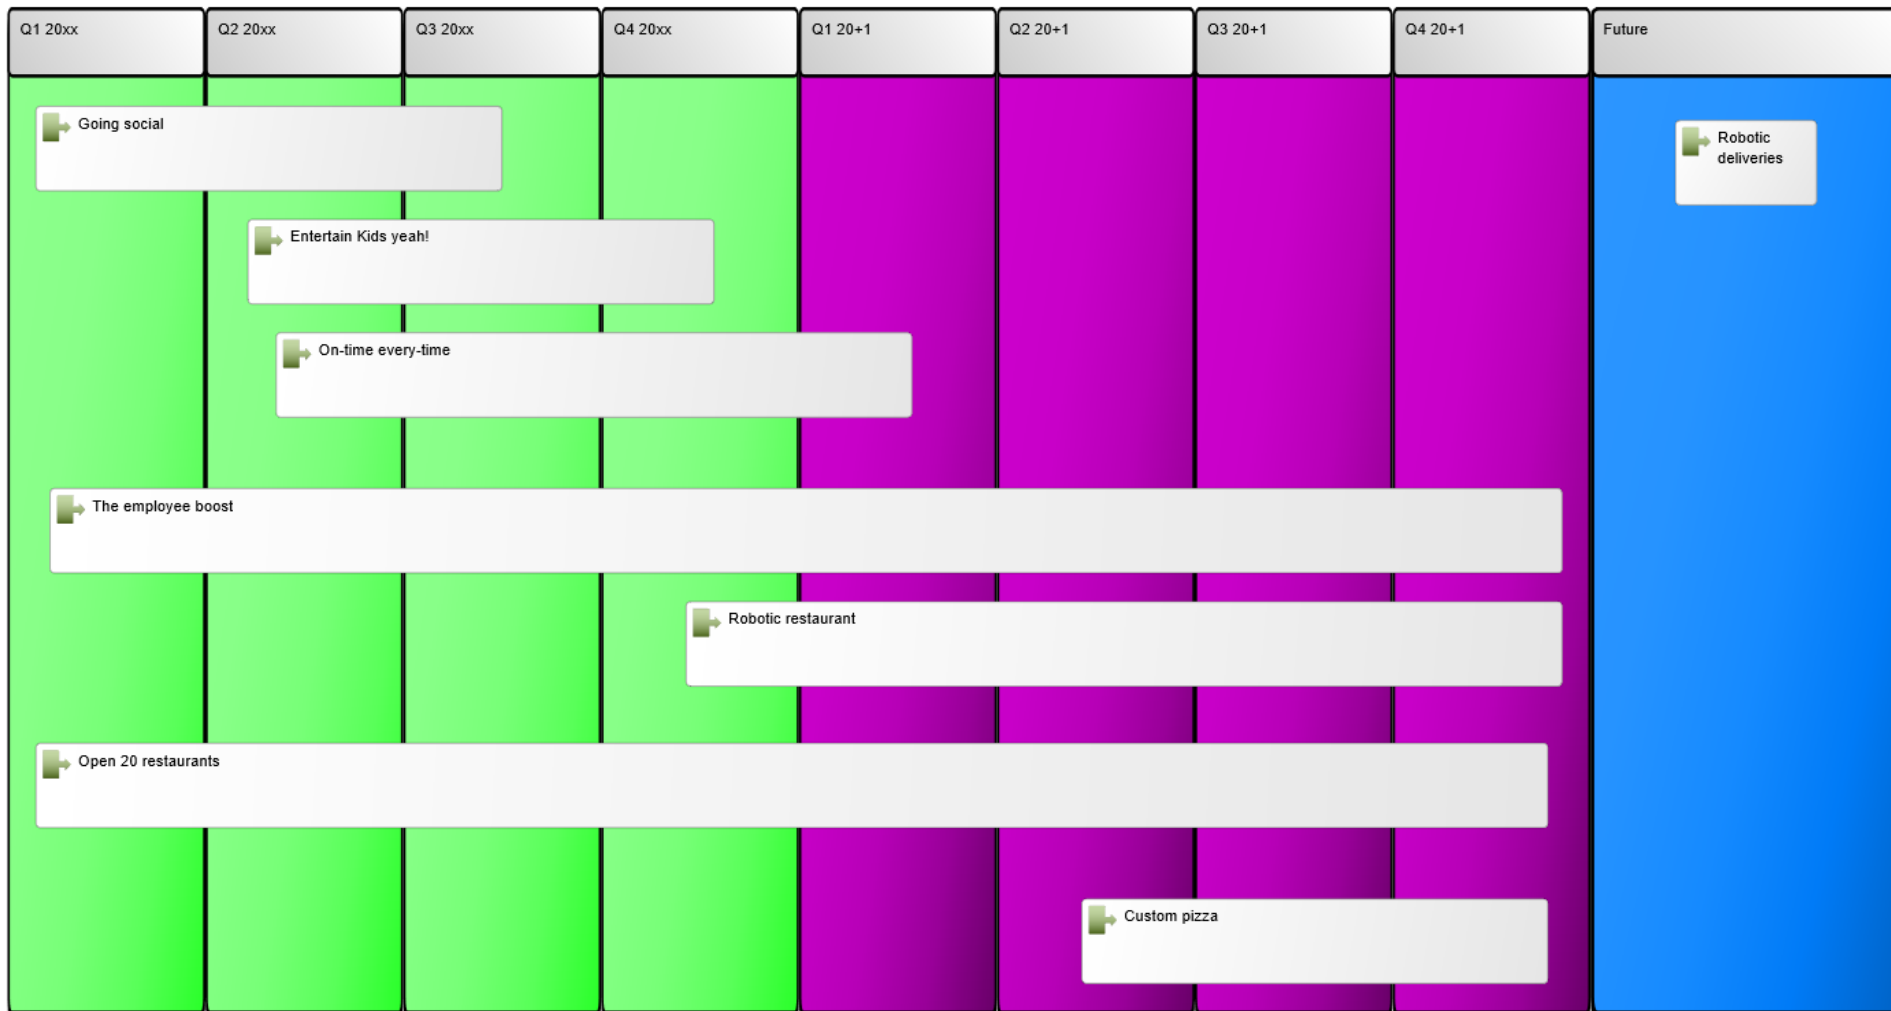 Q1 20xx
Q2 20xx
Q3 20xx
Q4 20xx
Q1 20+1
Q2 20+1
Q3 20+1
Q4 20+1
Future
Going social
Robotic
deliveries
Entertain Kids yeah!
On-time every-time
The employee boost
Robotic restaurant
Open 20 restaurants
Custom pizza